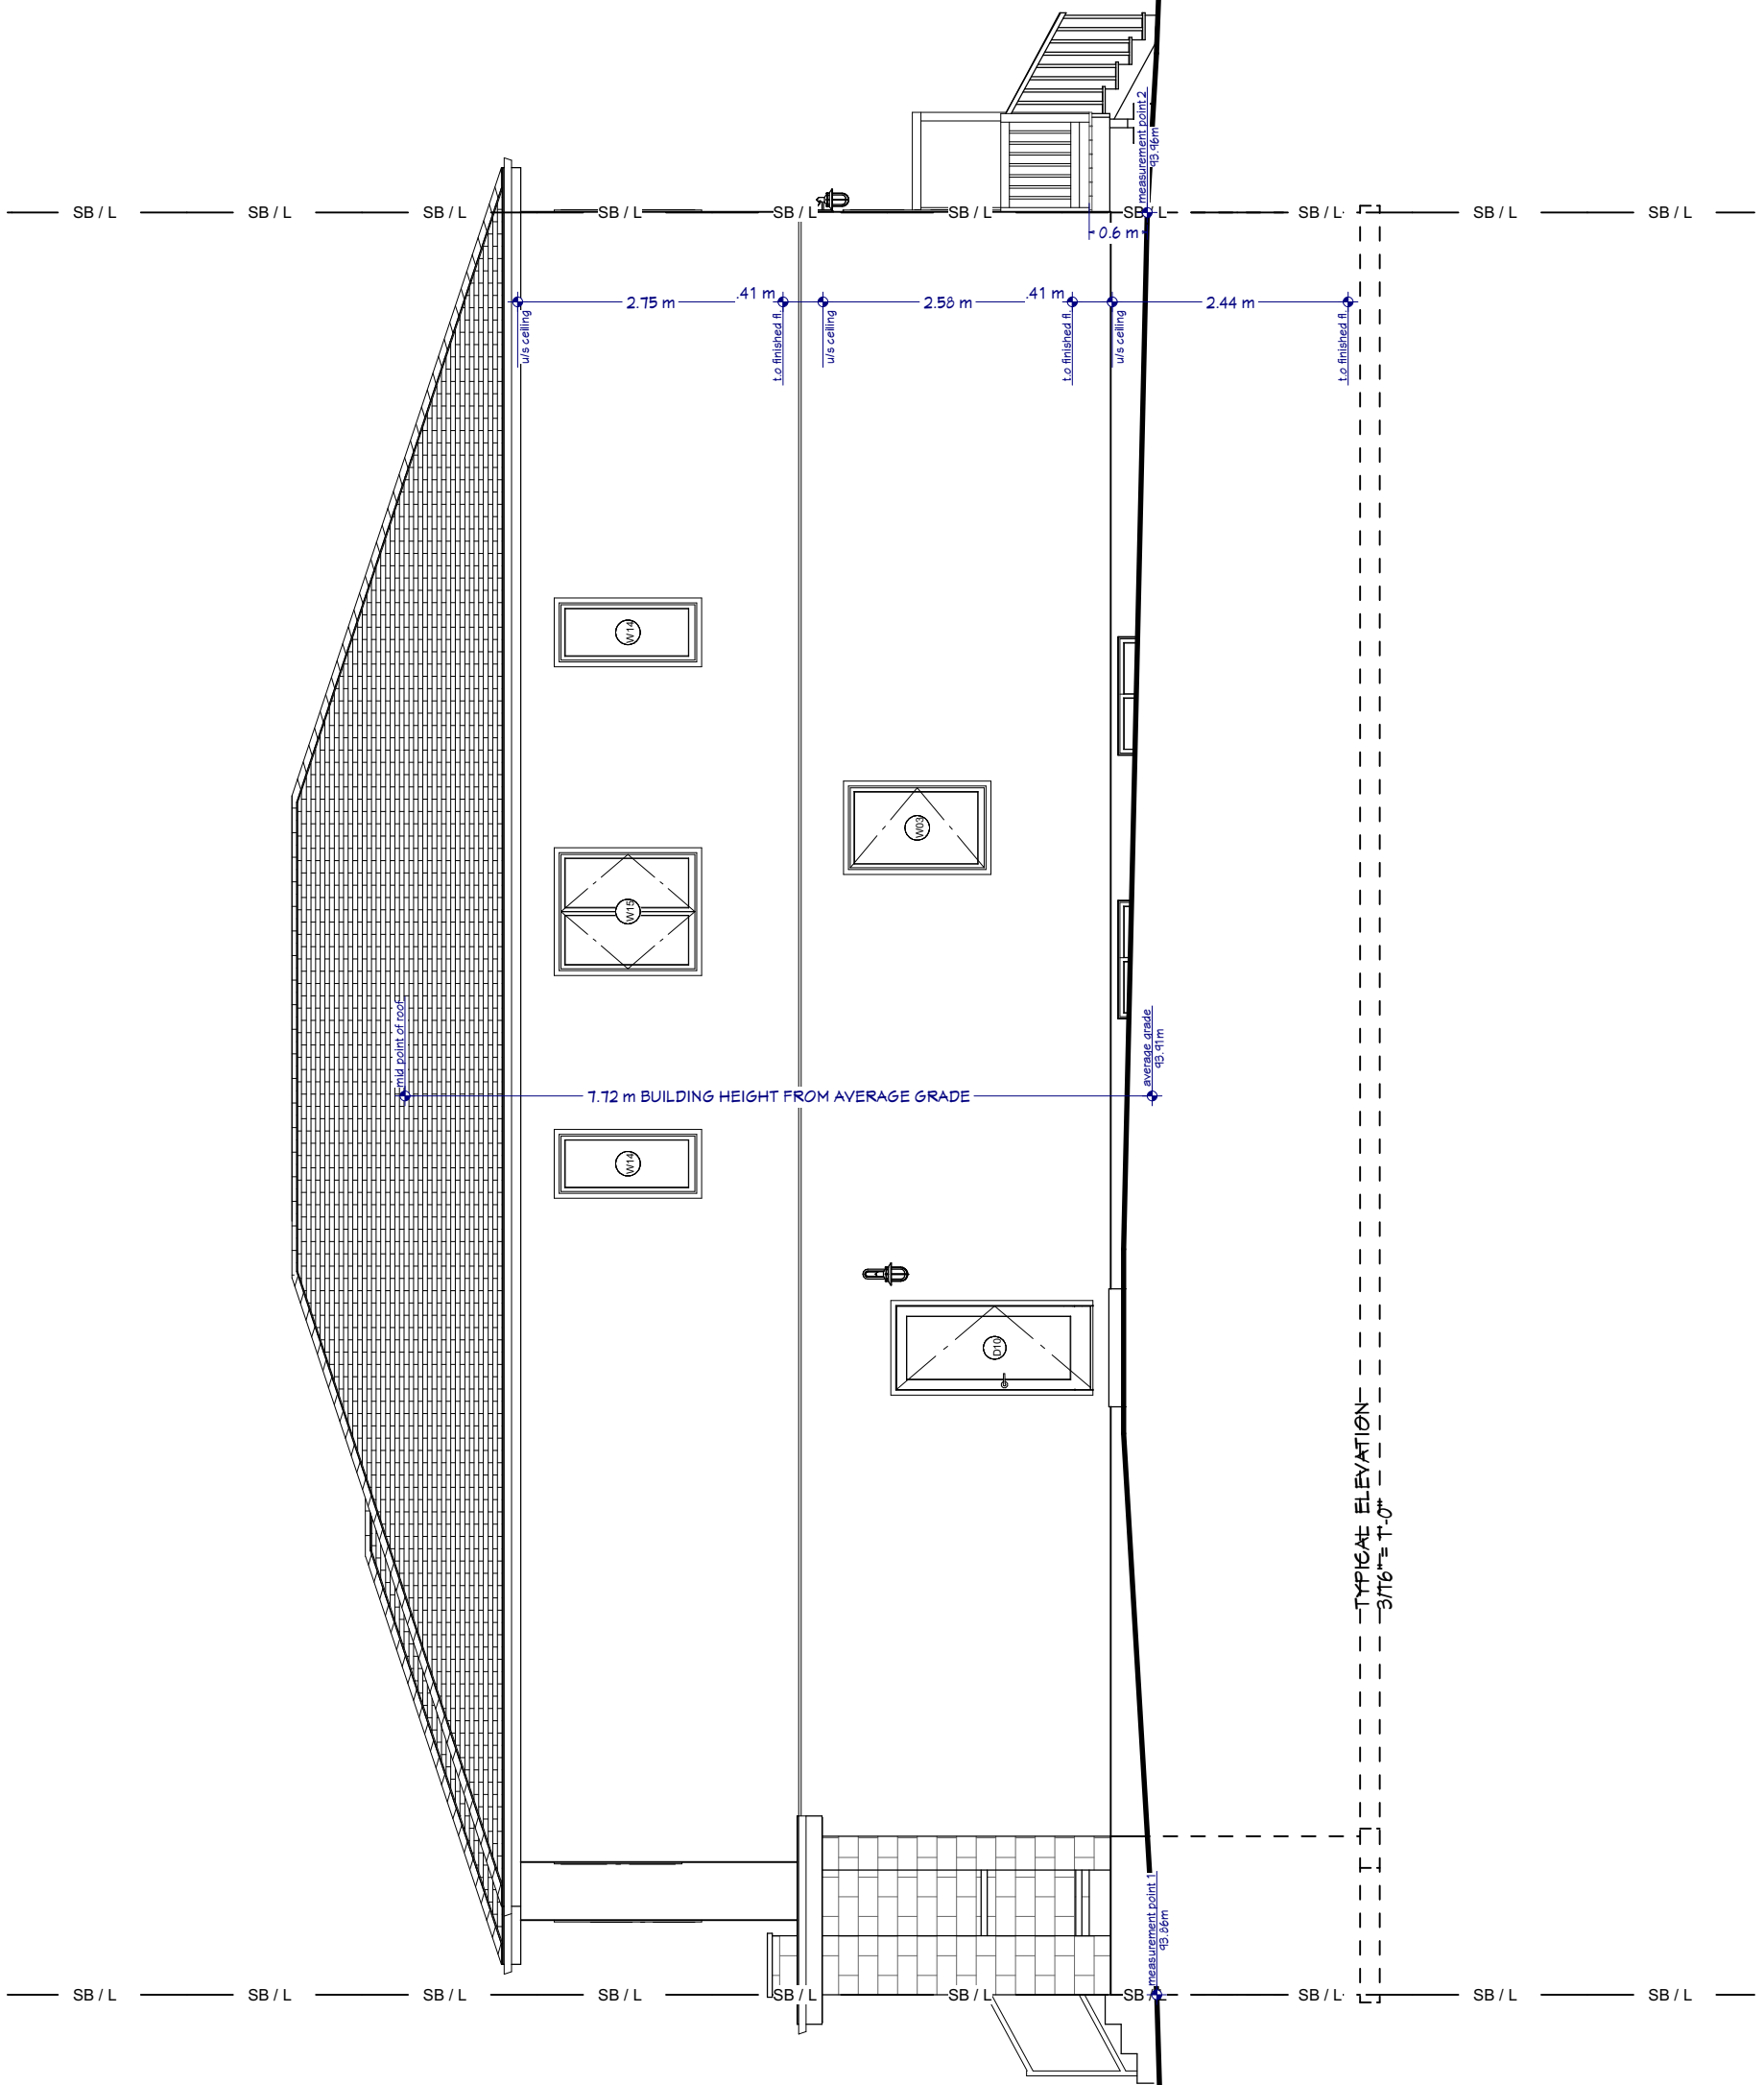 SB / L
SB / L
SB / L
SB / L
SB / L
SB / L
SB / L
SB / L
SB / L
SB / L
measurement point 2
93.96m
0.6 m
2.75 m
.41 m
2.58 m
.41 m
2.44 m
u/s ceiling
t.o finished fl.
u/s ceiling
t.o finished fl.
u/s ceiling
t.o finished fl.
W14
W03
W15
mid point of roof
average grade
93.91m
7.72 m BUILDING HEIGHT FROM AVERAGE GRADE
W14
D10
TYPICAL ELEVATION
3/16" = 1'-0"
measurement point 1
93.86m
SB / L
SB / L
SB / L
SB / L
SB / L
SB / L
SB / L
SB / L
SB / L
SB / L